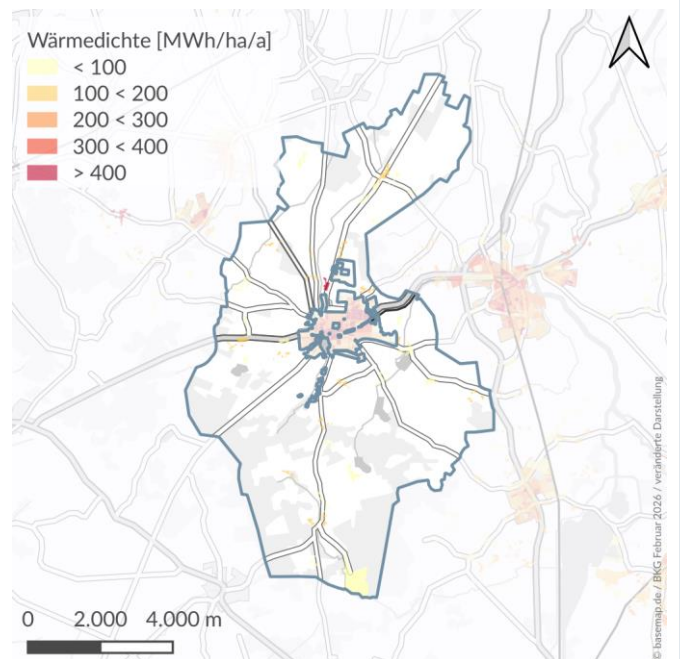 Wärmedichte [MWh/ha/a]
< 100
100 < 200
200 < 300
300 < 400
> 400
0 2.000 4.000 m
© basemap.de / BKG Februar 2026 / veränderte Darstellung